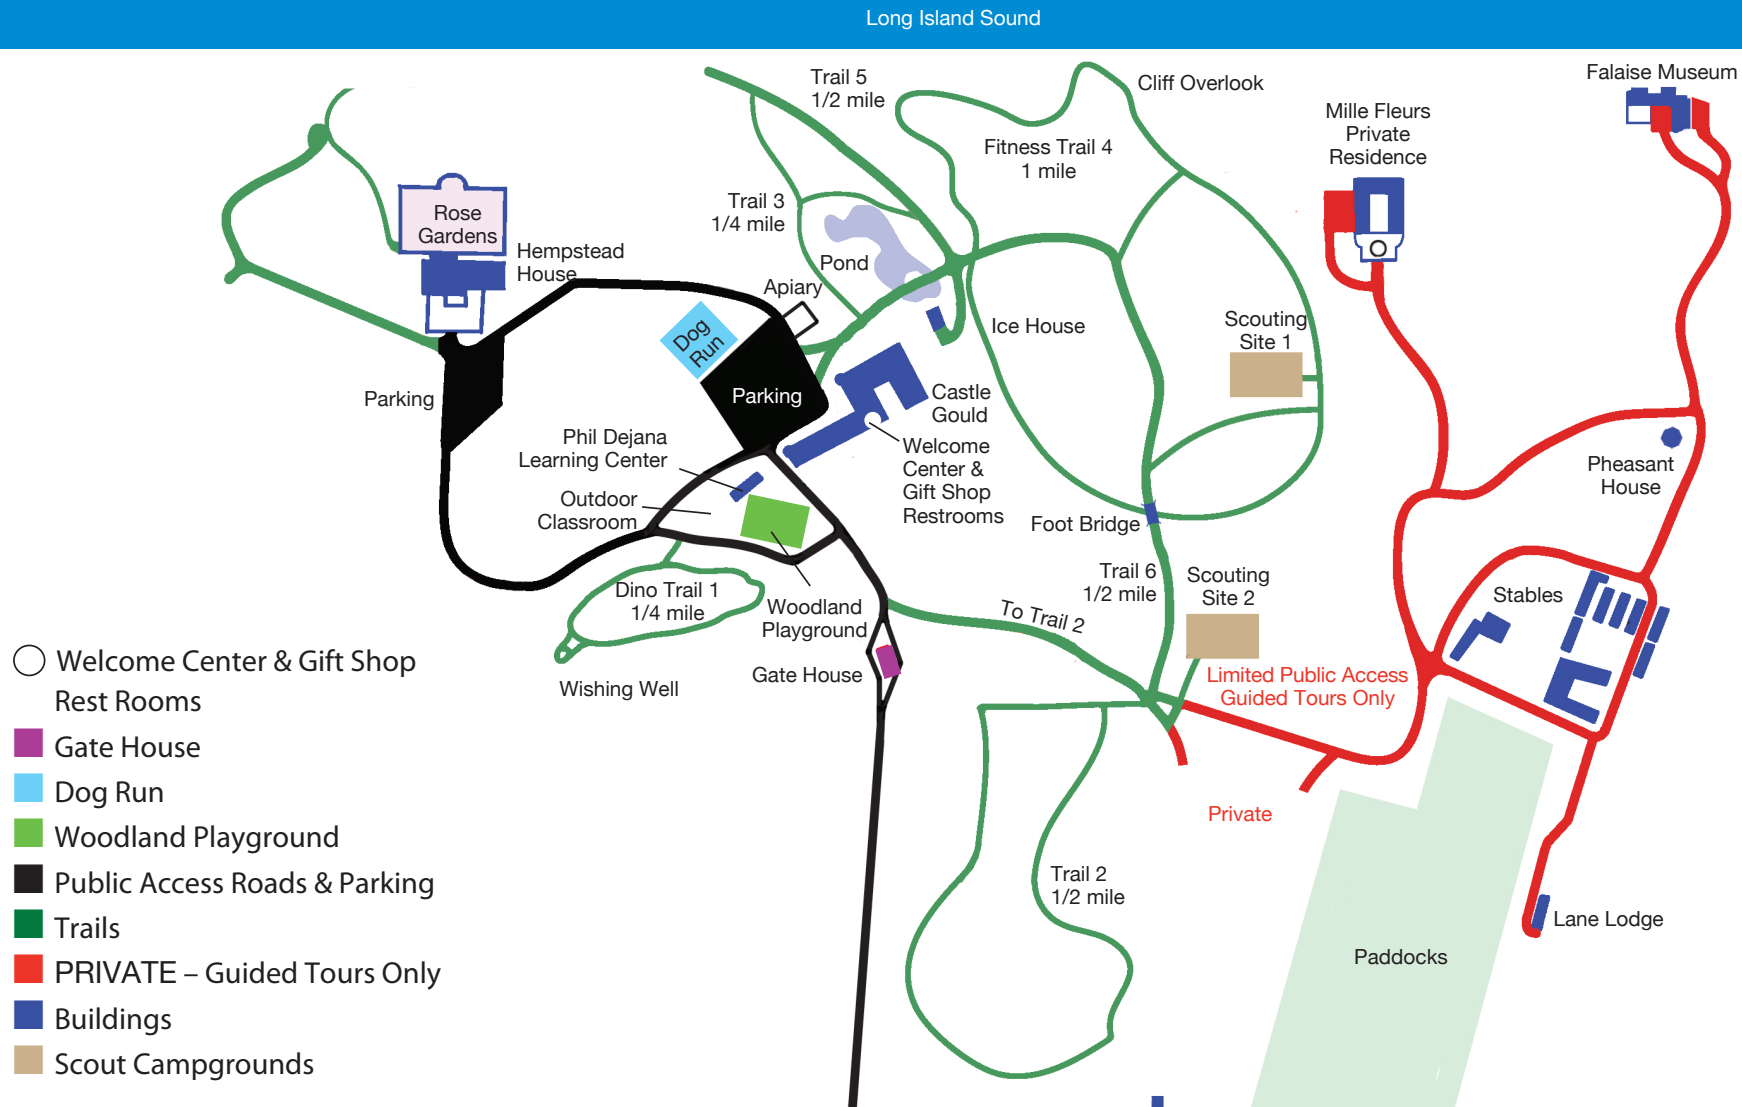 Long Island Sound
Trail 5
1/2 mile
Cliff Overlook
Falaise Museum
Mille Fleurs
Private
Residence
Fitness Trail 4
1 mile
Trail 3
1/4 mile
Rose
Gardens
Hempstead
House
Pond
Apiary
Dog
Run
Ice House
Scouting
Site 1
Parking
Parking
Castle
Gould
Phil Dejana
Learning Center
Welcome
Center &
Gift Shop
Restrooms
Outdoor
Classroom
Foot Bridge
Pheasant
House
Trail 6
1/2 mile
Scouting
Site 2
Stables
Dino Trail 1
1/4 mile
Woodland
Playground
To Trail 2
Gate House
Wishing Well
Limited Public Access
Guided Tours Only
Private
Trail 2
1/2 mile
Lane Lodge
Paddocks
Welcome Center & Gift Shop
Rest Rooms
Gate House
Dog Run
Woodland Playground
Public Access Roads & Parking
Trails
PRIVATE – Guided Tours Only
Buildings
Scout Campgrounds